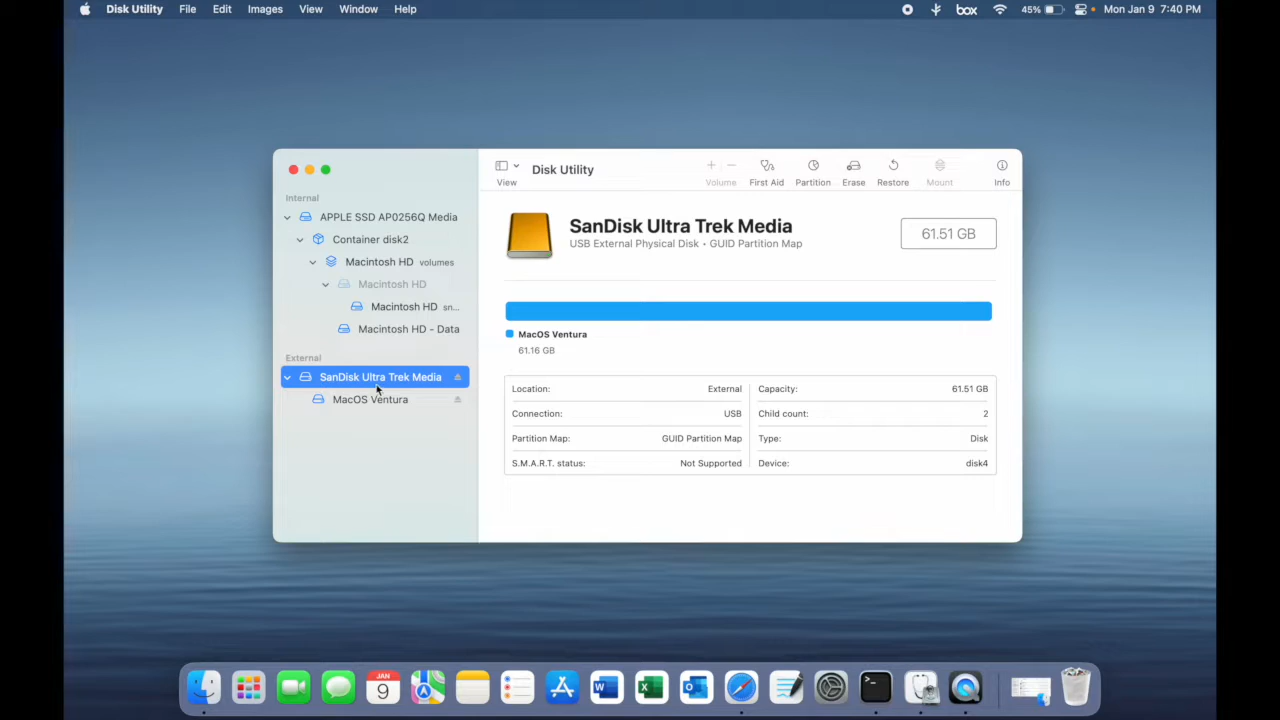 Disk Utility File Edit Images View Window Help
box 45% Mon Jan 9 7:40 PM
Disk Utility
View
Volume First Aid Partition Erase Restore Mount Info
Internal
APPLE SSD AP0256Q Media
Container disk2
Macintosh HD volumes
Macintosh HD
Macintosh HD sn...
Macintosh HD - Data
External
SanDisk Ultra Trek Media
MacOS Ventura
SanDisk Ultra Trek Media
USB External Physical Disk • GUID Partition Map
61.51 GB
MacOS Ventura
61.16 GB
Location: External
Connection: USB
Partition Map: GUID Partition Map
S.M.A.R.T. status: Not Supported
Capacity: 61.51 GB
Child count: 2
Type: Disk
Device: disk4
JAN
9